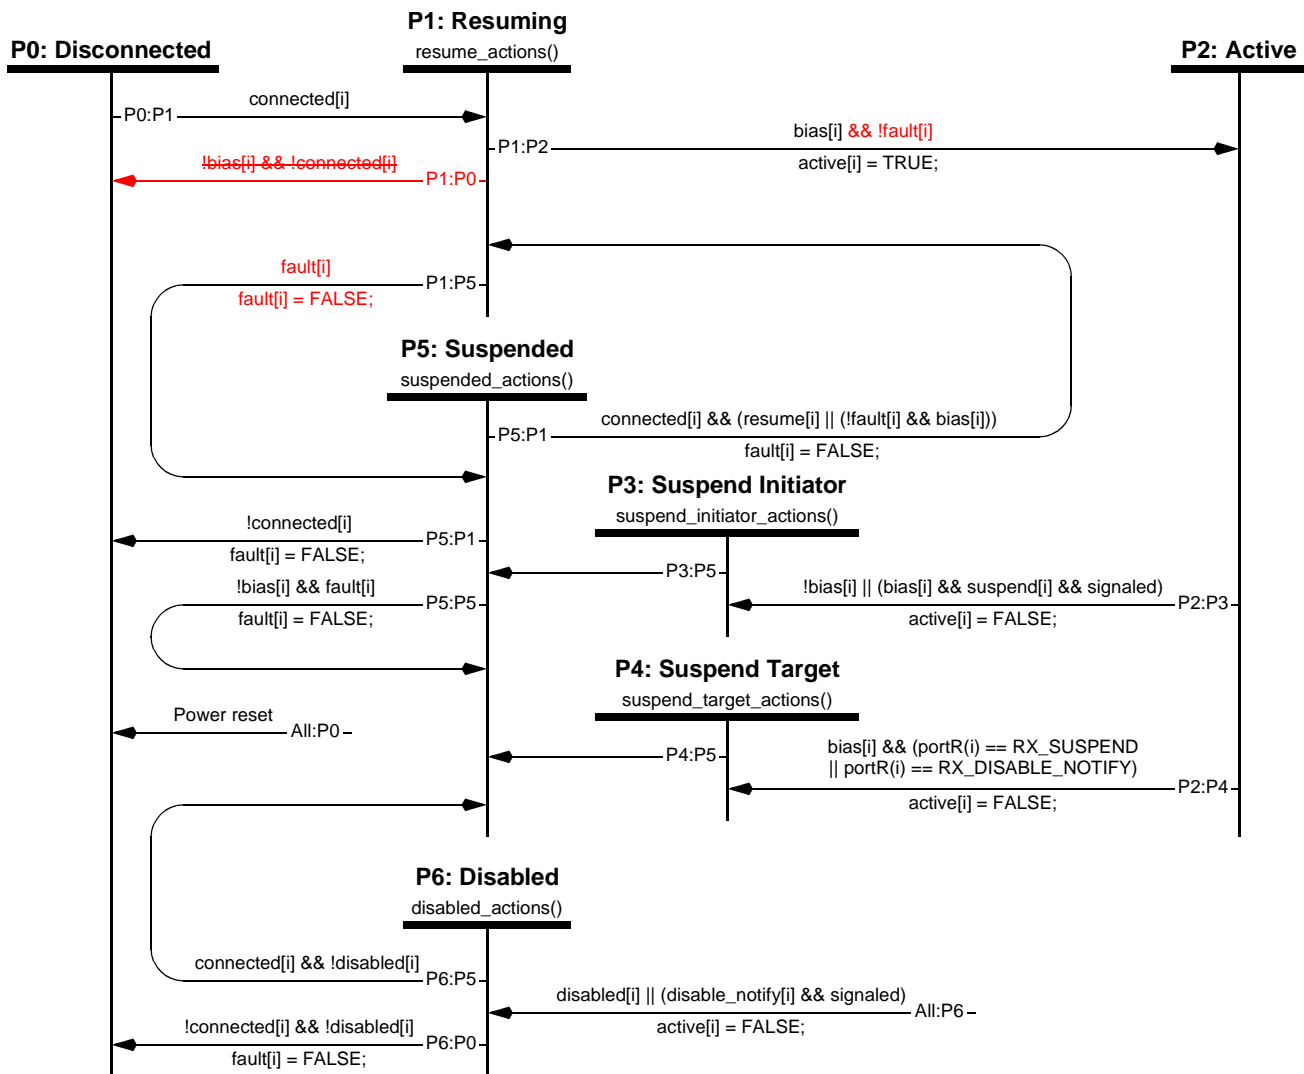 P1: Resuming
resume_actions()
P0: Disconnected
P2: Active
connected[i]
P0:P1
bias[i] && !fault[i]
P1:P2
active[i] = TRUE;
!bias[i] && !connected[i]
P1:P0
fault[i]
P1:P5
fault[i] = FALSE;
P5: Suspended
suspended_actions()
connected[i] && (resume[i] || (!fault[i] && bias[i]))
P5:P1
fault[i] = FALSE;
P3: Suspend Initiator
suspend_initiator_actions()
!connected[i]
P5:P1
fault[i] = FALSE;
P3:P5
!bias[i] && fault[i]
P5:P5
fault[i] = FALSE;
!bias[i] || (bias[i] && suspend[i] && signaled)
P2:P3
active[i] = FALSE;
P4: Suspend Target
suspend_target_actions()
Power reset
All:P0
P4:P5
bias[i] && (portR(i) == RX_SUSPEND
|| portR(i) == RX_DISABLE_NOTIFY)
P2:P4
active[i] = FALSE;
P6: Disabled
disabled_actions()
connected[i] && !disabled[i]
P6:P5
disabled[i] || (disable_notify[i] && signaled)
All:P6
active[i] = FALSE;
!connected[i] && !disabled[i]
P6:P0
fault[i] = FALSE;